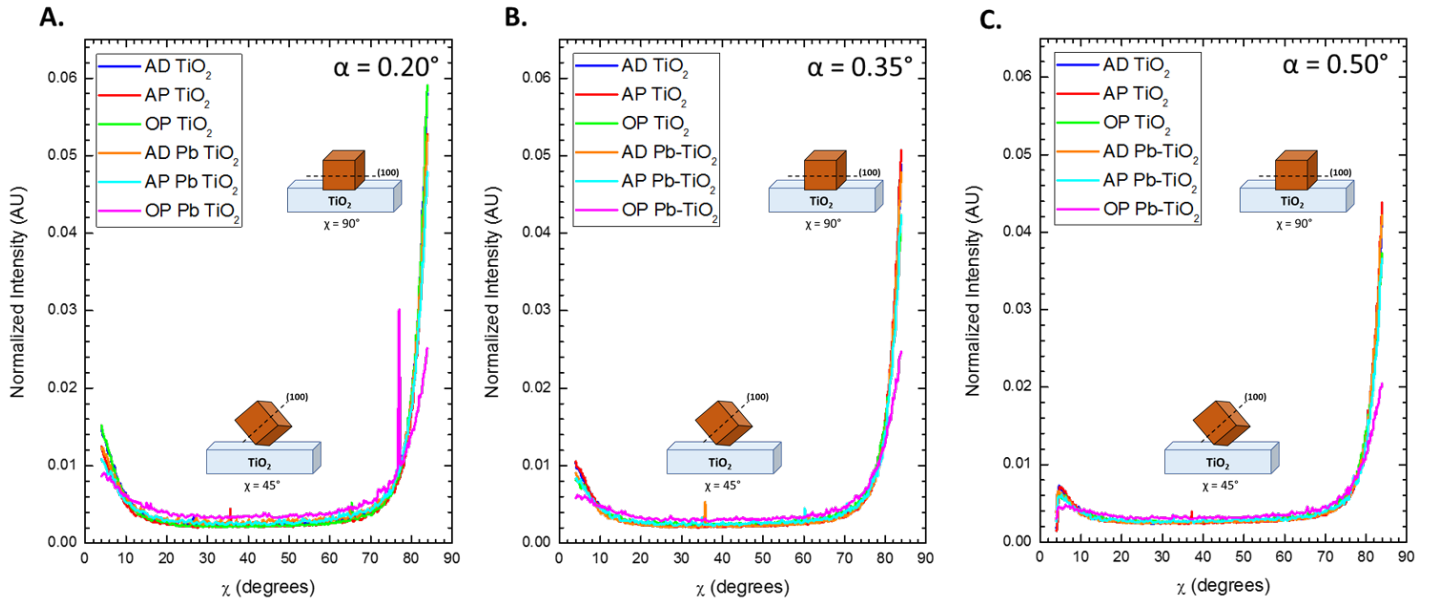 A.
α = 0.20°
AD TiO₂
AP TiO₂
OP TiO₂
AD Pb TiO₂
AP Pb TiO₂
OP Pb TiO₂
(100)
TiO₂
χ = 90°
(100)
TiO₂
χ = 45°
Normalized Intensity (AU)
0.06
0.05
0.04
0.03
0.02
0.01
0.00
0 10 20 30 40 50 60 70 80 90
χ (degrees)
B.
α = 0.35°
AD TiO₂
AP TiO₂
OP TiO₂
AD Pb-TiO₂
AP Pb-TiO₂
OP Pb-TiO₂
(100)
TiO₂
χ = 90°
(100)
TiO₂
χ = 45°
Normalized Intensity (AU)
0.06
0.05
0.04
0.03
0.02
0.01
0.00
0 10 20 30 40 50 60 70 80 90
χ (degrees)
C.
α = 0.50°
AD TiO₂
AP TiO₂
OP TiO₂
AD Pb-TiO₂
AP Pb-TiO₂
OP Pb-TiO₂
(100)
TiO₂
χ = 90°
(100)
TiO₂
χ = 45°
Normalized Intensity (AU)
0.06
0.05
0.04
0.03
0.02
0.01
0.00
0 10 20 30 40 50 60 70 80 90
χ (degrees)